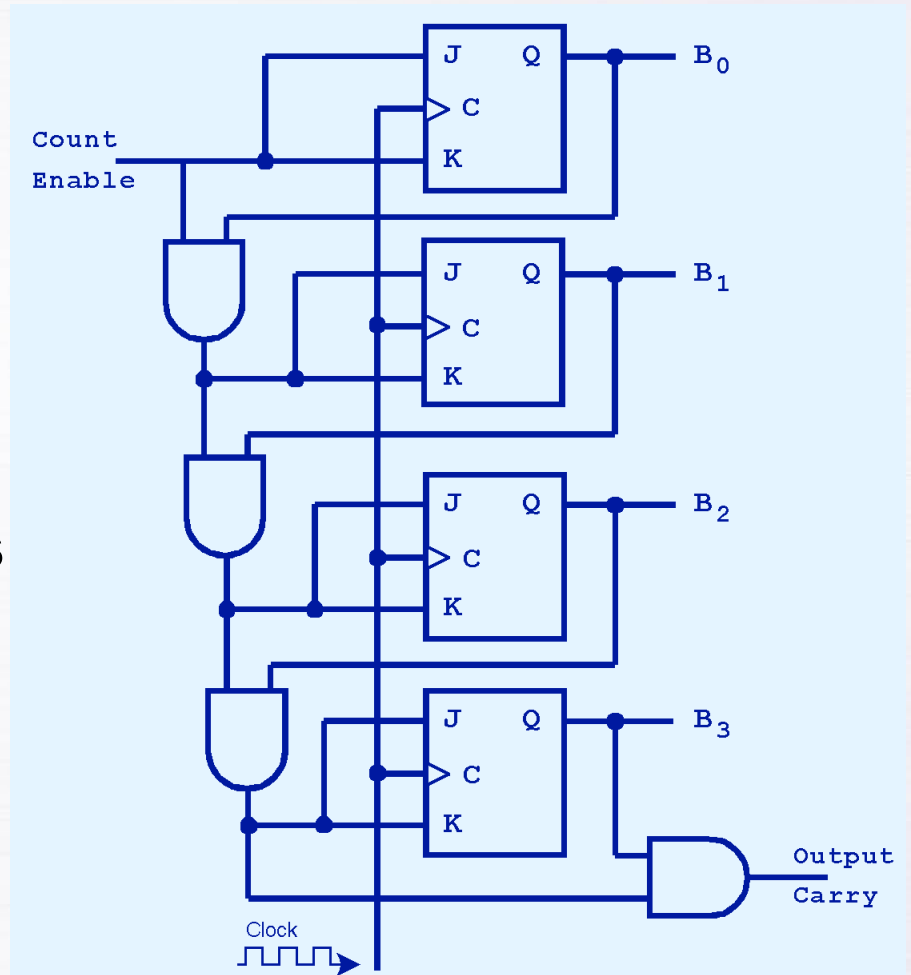 J Q B0
C
Count
Enable
K
J Q B1
C
K
J Q B2
C
K
J Q B3
C
K
Output
Carry
Clock